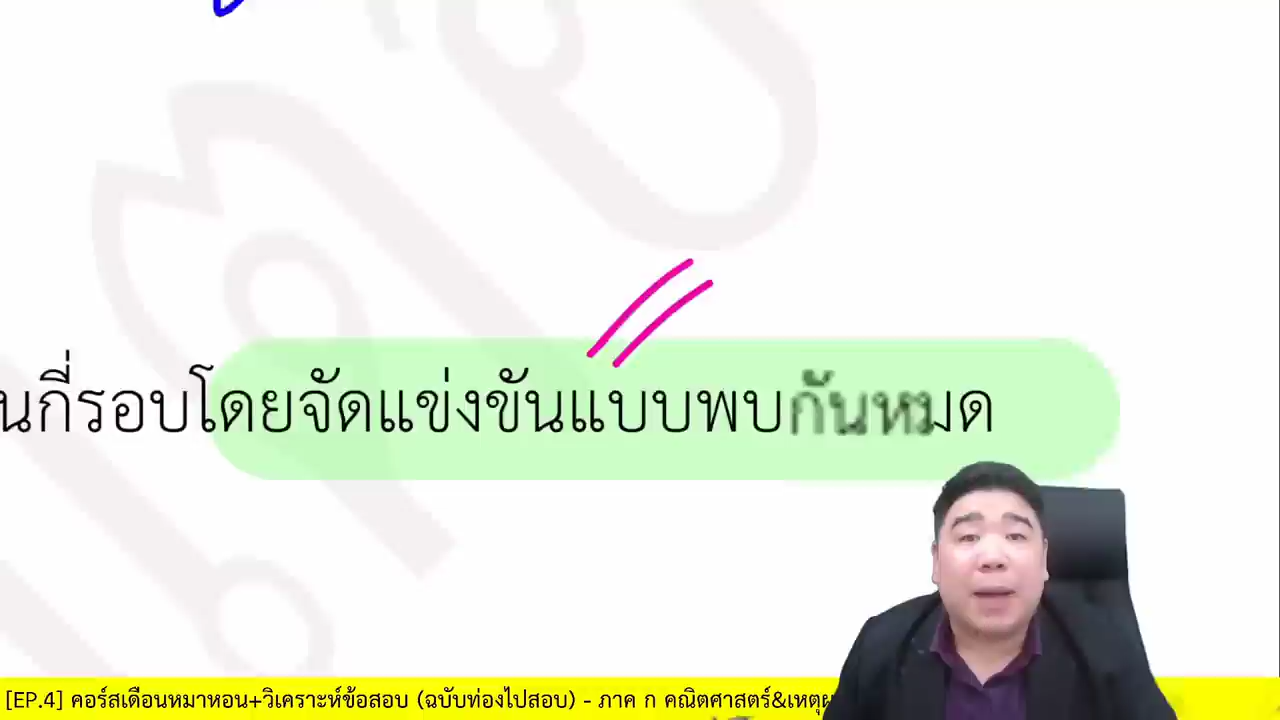 นกี่รอบโดยจัดแข่งขันแบบพบกันหมด
[EP.4] คอร์สเดือนหมาหอน+วิเคราะห์ข้อสอบ (ฉบับท่องไปสอบ) - ภาค ก คณิตศาสตร์&เหตุผ